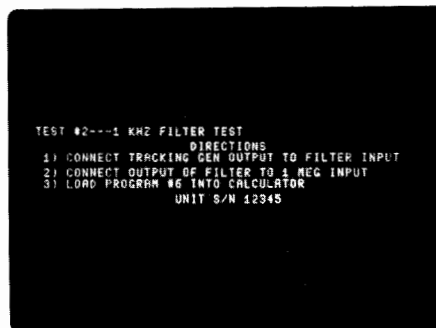 TEST #2---1 KHZ FILTER TEST
DIRECTIONS
1) CONNECT TRACKING GEN OUTPUT TO FILTER INPUT
2) CONNECT OUTPUT OF FILTER TO 1 MEG INPUT
3) LOAD PROGRAM #6 INTO CALCULATOR
UNIT S/N 12345